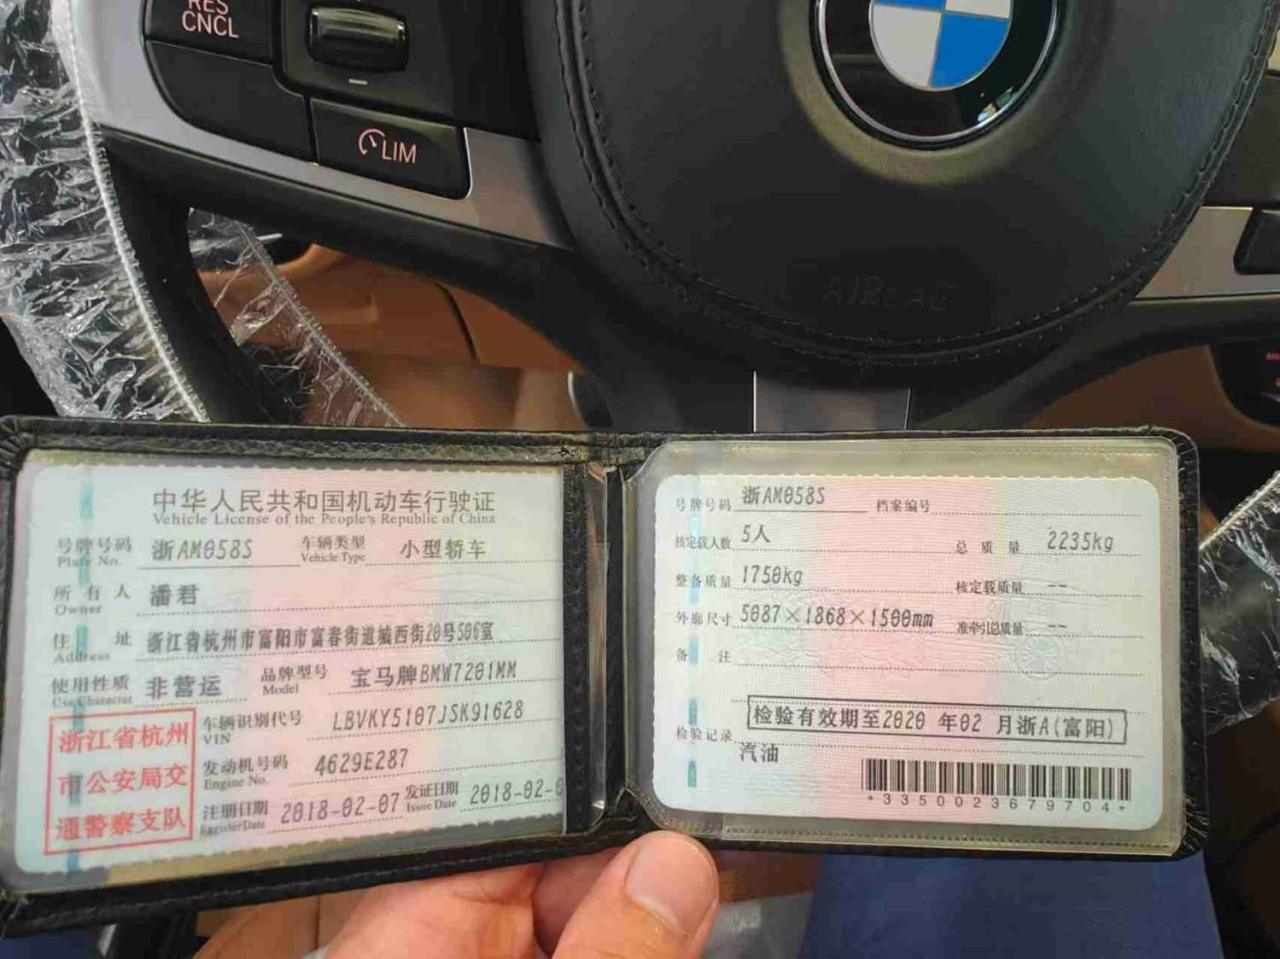 RES
CNCL
LIM
AIRBAG
中华人民共和国机动车行驶证
Vehicle License of the People's Republic of China
号牌号码 浙AM058S 车辆类型 小型轿车
Plate No. Vehicle Type
所有人 潘君
Owner
住址 浙江省杭州市富阳市富春街道城西街20号506室
Address
使用性质 非营运 品牌型号 宝马牌BMW7201MM
Use Character Model
浙江省杭州
市公安局交
通警察支队
车辆识别代号 LBVKY5107JSK91628
VIN
发动机号码 4629E287
Engine No.
注册日期 2018-02-07 发证日期 2018-02-0
Register Date Issue Date
号牌号码 浙AM058S 档案编号
核定载人数 5人 总质量 2235kg
整备质量 1750kg 核定载质量 --
外廓尺寸 5087×1868×1500mm 准牵引总质量 --
备注
检验有效期至2020 年02 月浙A(富阳)
检验记录
汽油
*3350023679704*